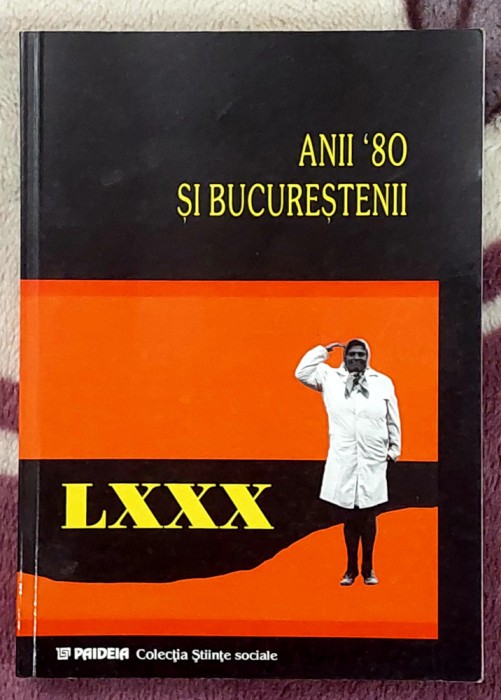 ANII ‘80
ȘI BUCUREȘTENII
LXXX
PAIDEIA Colecția Științe sociale